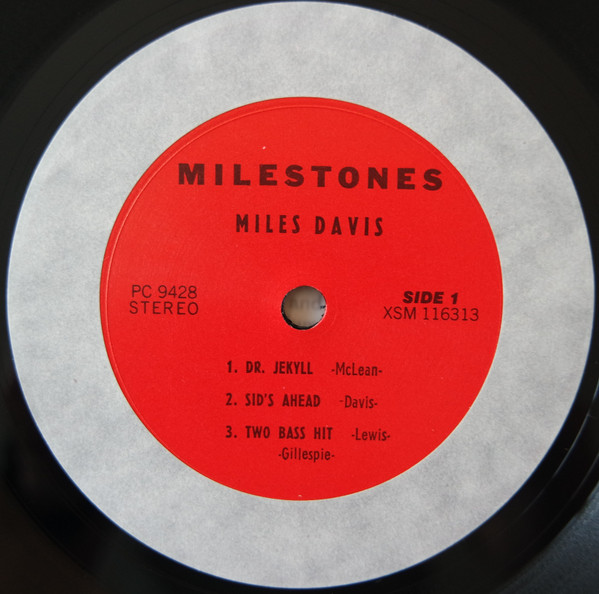 MILESTONES
MILES DAVIS
PC 9428
STEREO
SIDE 1
XSM 116313
1. DR. JEKYLL -McLean-
2. SID'S AHEAD -Davis-
3. TWO BASS HIT -Lewis-
-Gillespie-